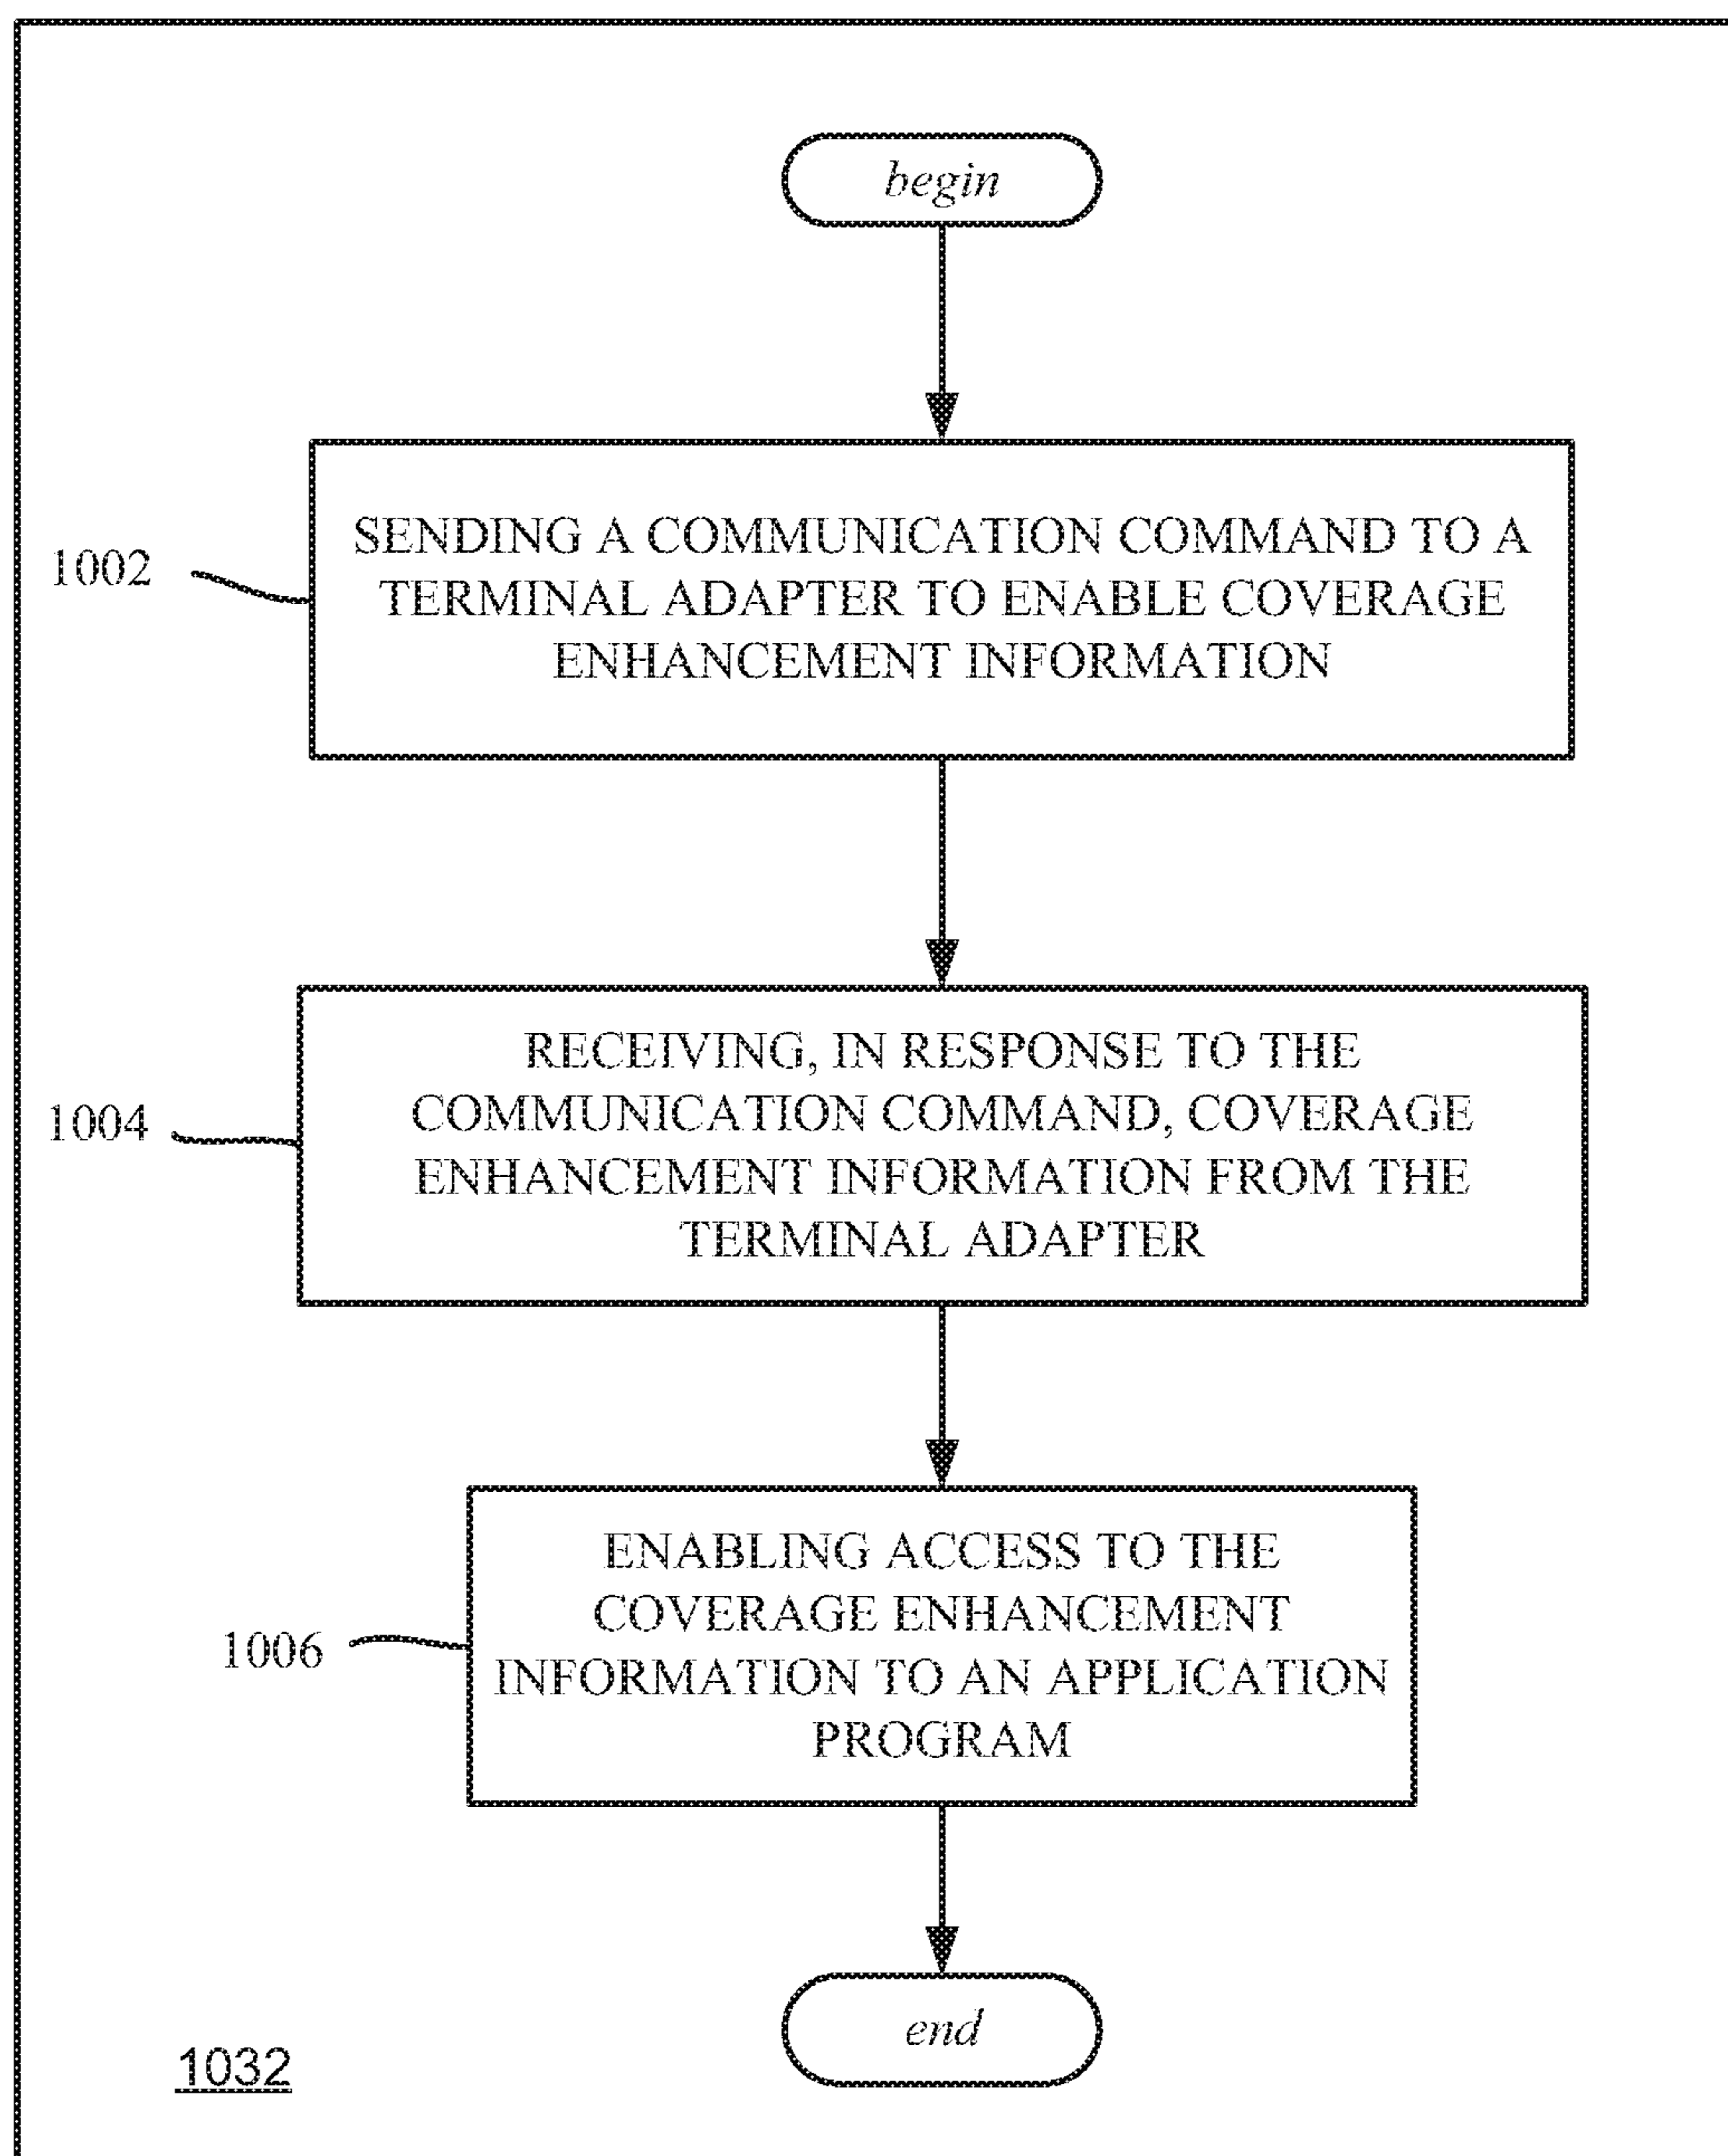 begin
1002
SENDING A COMMUNICATION COMMAND TO A
TERMINAL ADAPTER TO ENABLE COVERAGE
ENHANCEMENT INFORMATION
1004
RECEIVING, IN RESPONSE TO THE
COMMUNICATION COMMAND, COVERAGE
ENHANCEMENT INFORMATION FROM THE
TERMINAL ADAPTER
1006
ENABLING ACCESS TO THE
COVERAGE ENHANCEMENT
INFORMATION TO AN APPLICATION
PROGRAM
end
1032